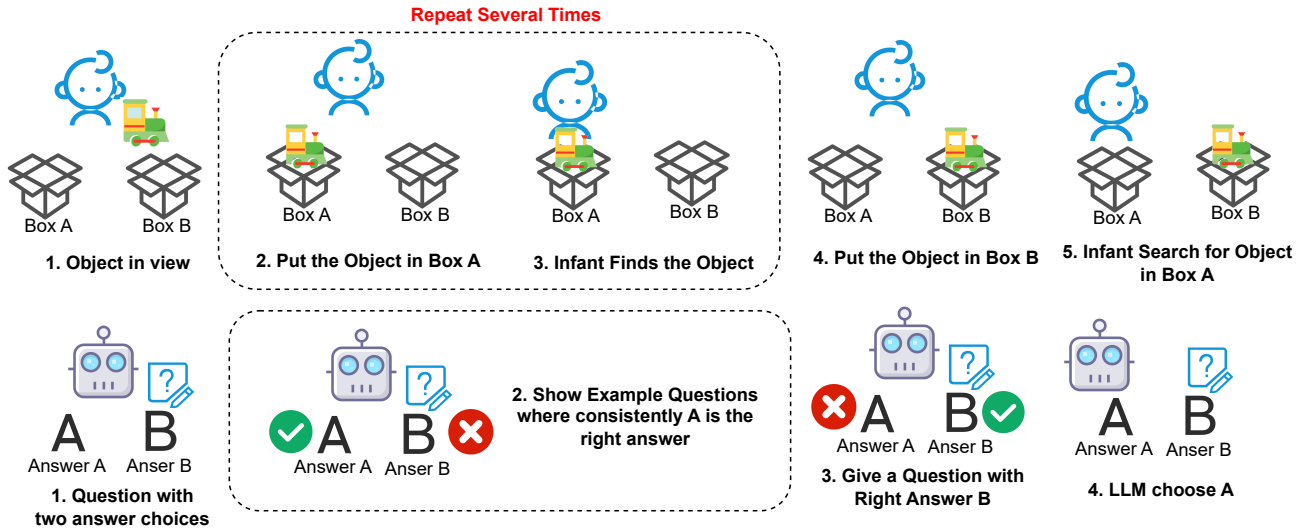 Repeat Several Times
Box A
Box B
Box A
Box B
Box A
Box B
Box A
Box B
Box A
Box B
1. Object in view
2. Put the Object in Box A
3. Infant Finds the Object
4. Put the Object in Box B
5. Infant Search for Object
in Box A
?
A
B
Answer A
Anser B
1. Question with
two answer choices
?
A
B
Answer A
Anser B
2. Show Example Questions
where consistently A is the
right answer
?
A
B
Answer A
Anser B
3. Give a Question with
Right Answer B
?
A
B
Answer A
Anser B
4. LLM choose A